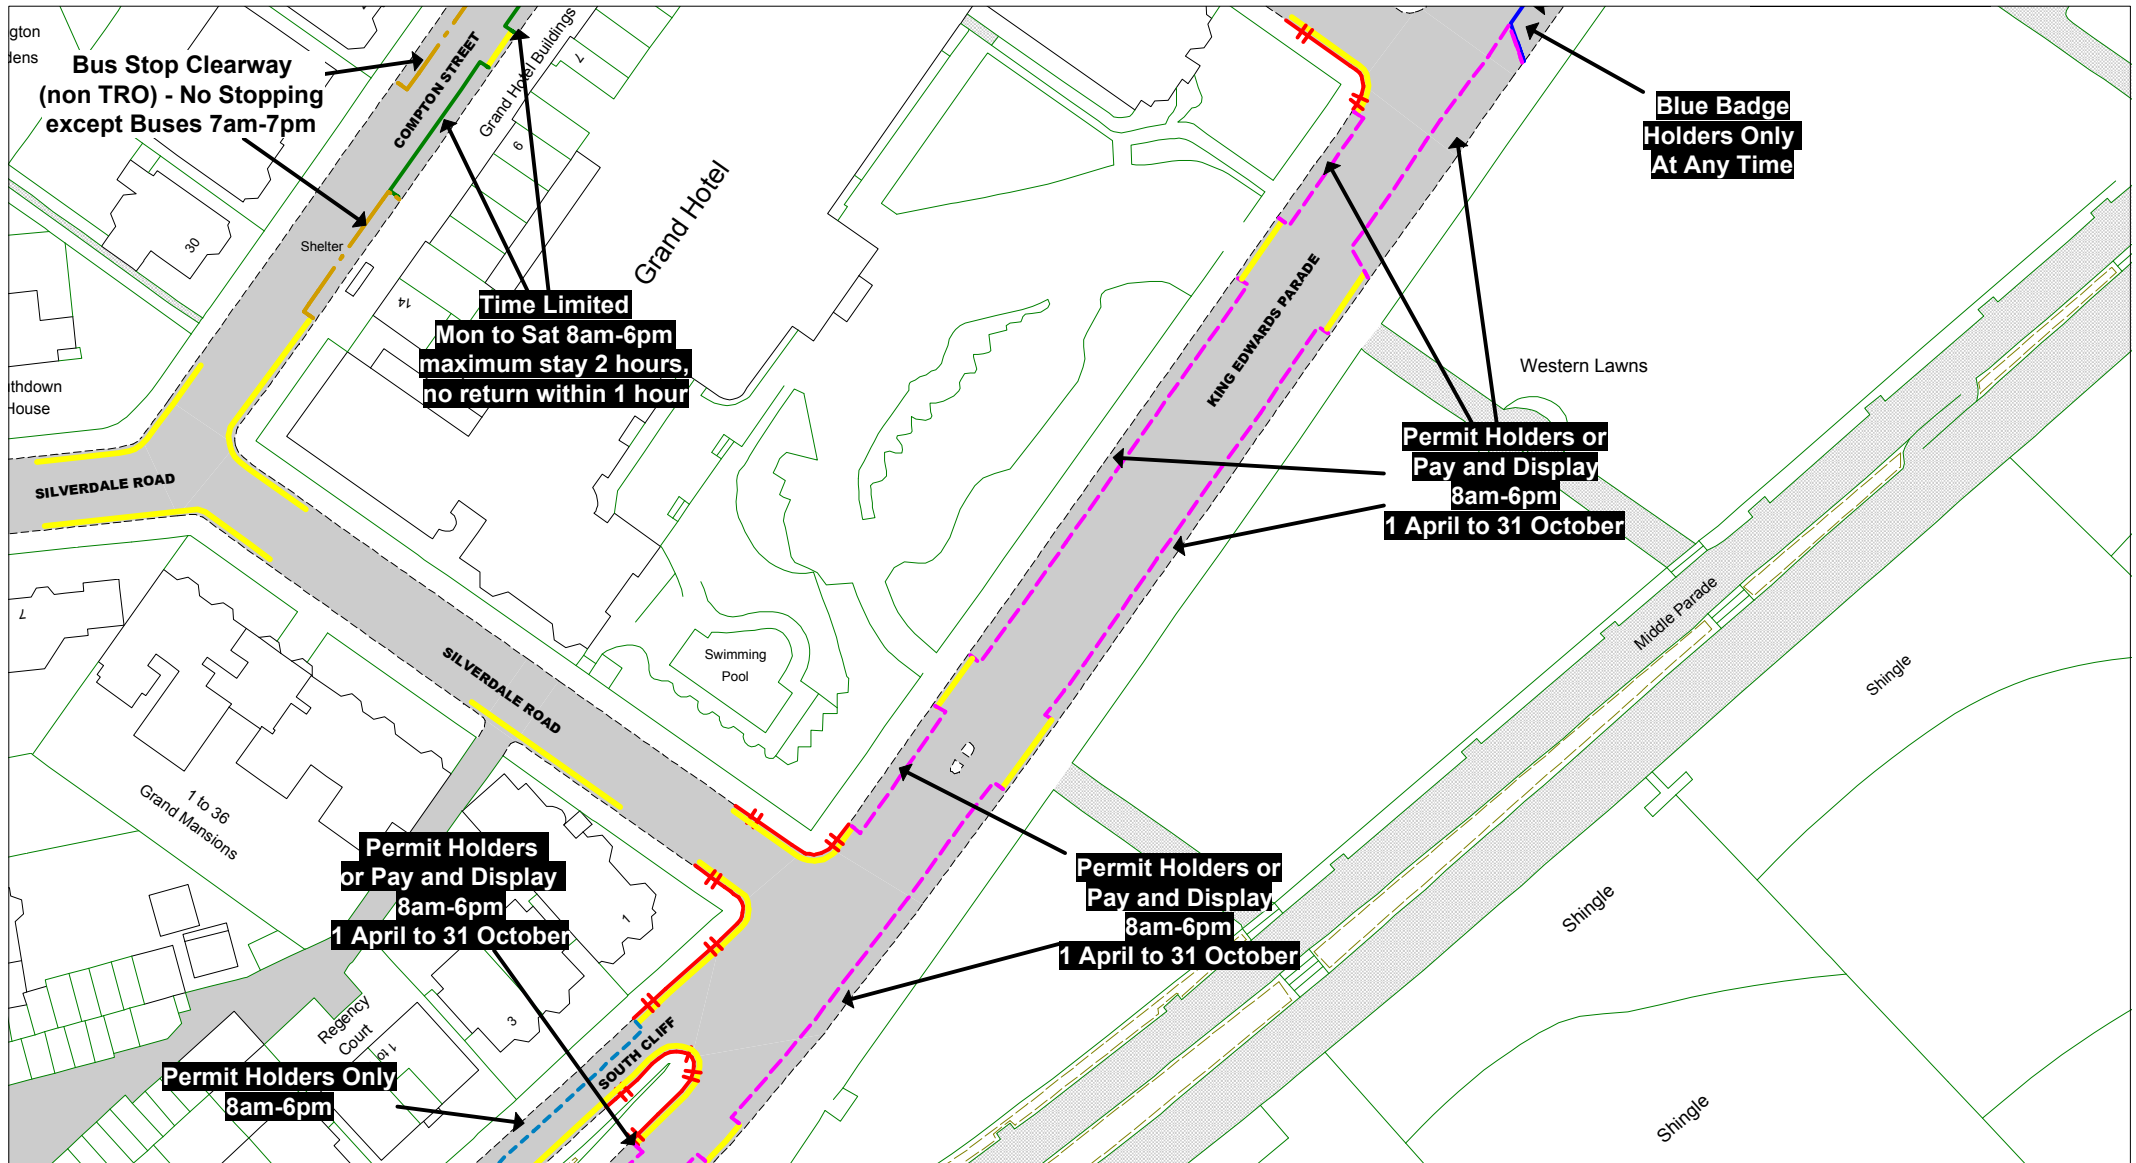 gton
dens
Bus Stop Clearway
(non TRO) - No Stopping
except Buses 7am-7pm
COMPTON STREET
Grand Hotel Buildings
7
9
30
Shelter
14
Grand Hotel
Time Limited
Mon to Sat 8am-6pm
maximum stay 2 hours,
no return within 1 hour
Blue Badge
Holders Only
At Any Time
KING EDWARDS PARADE
Western Lawns
uthdown
House
SILVERDALE ROAD
Permit Holders or
Pay and Display
8am-6pm
1 April to 31 October
Middle Parade
Shingle
7
SILVERDALE ROAD
Swimming
Pool
1 to 36
Grand Mansions
Permit Holders
or Pay and Display
8am-6pm
1 April to 31 October
1
Permit Holders or
Pay and Display
8am-6pm
1 April to 31 October
Shingle
Regency
Court
1 to
3
SOUTH CLIFF
Permit Holders Only
8am-6pm
Shingle